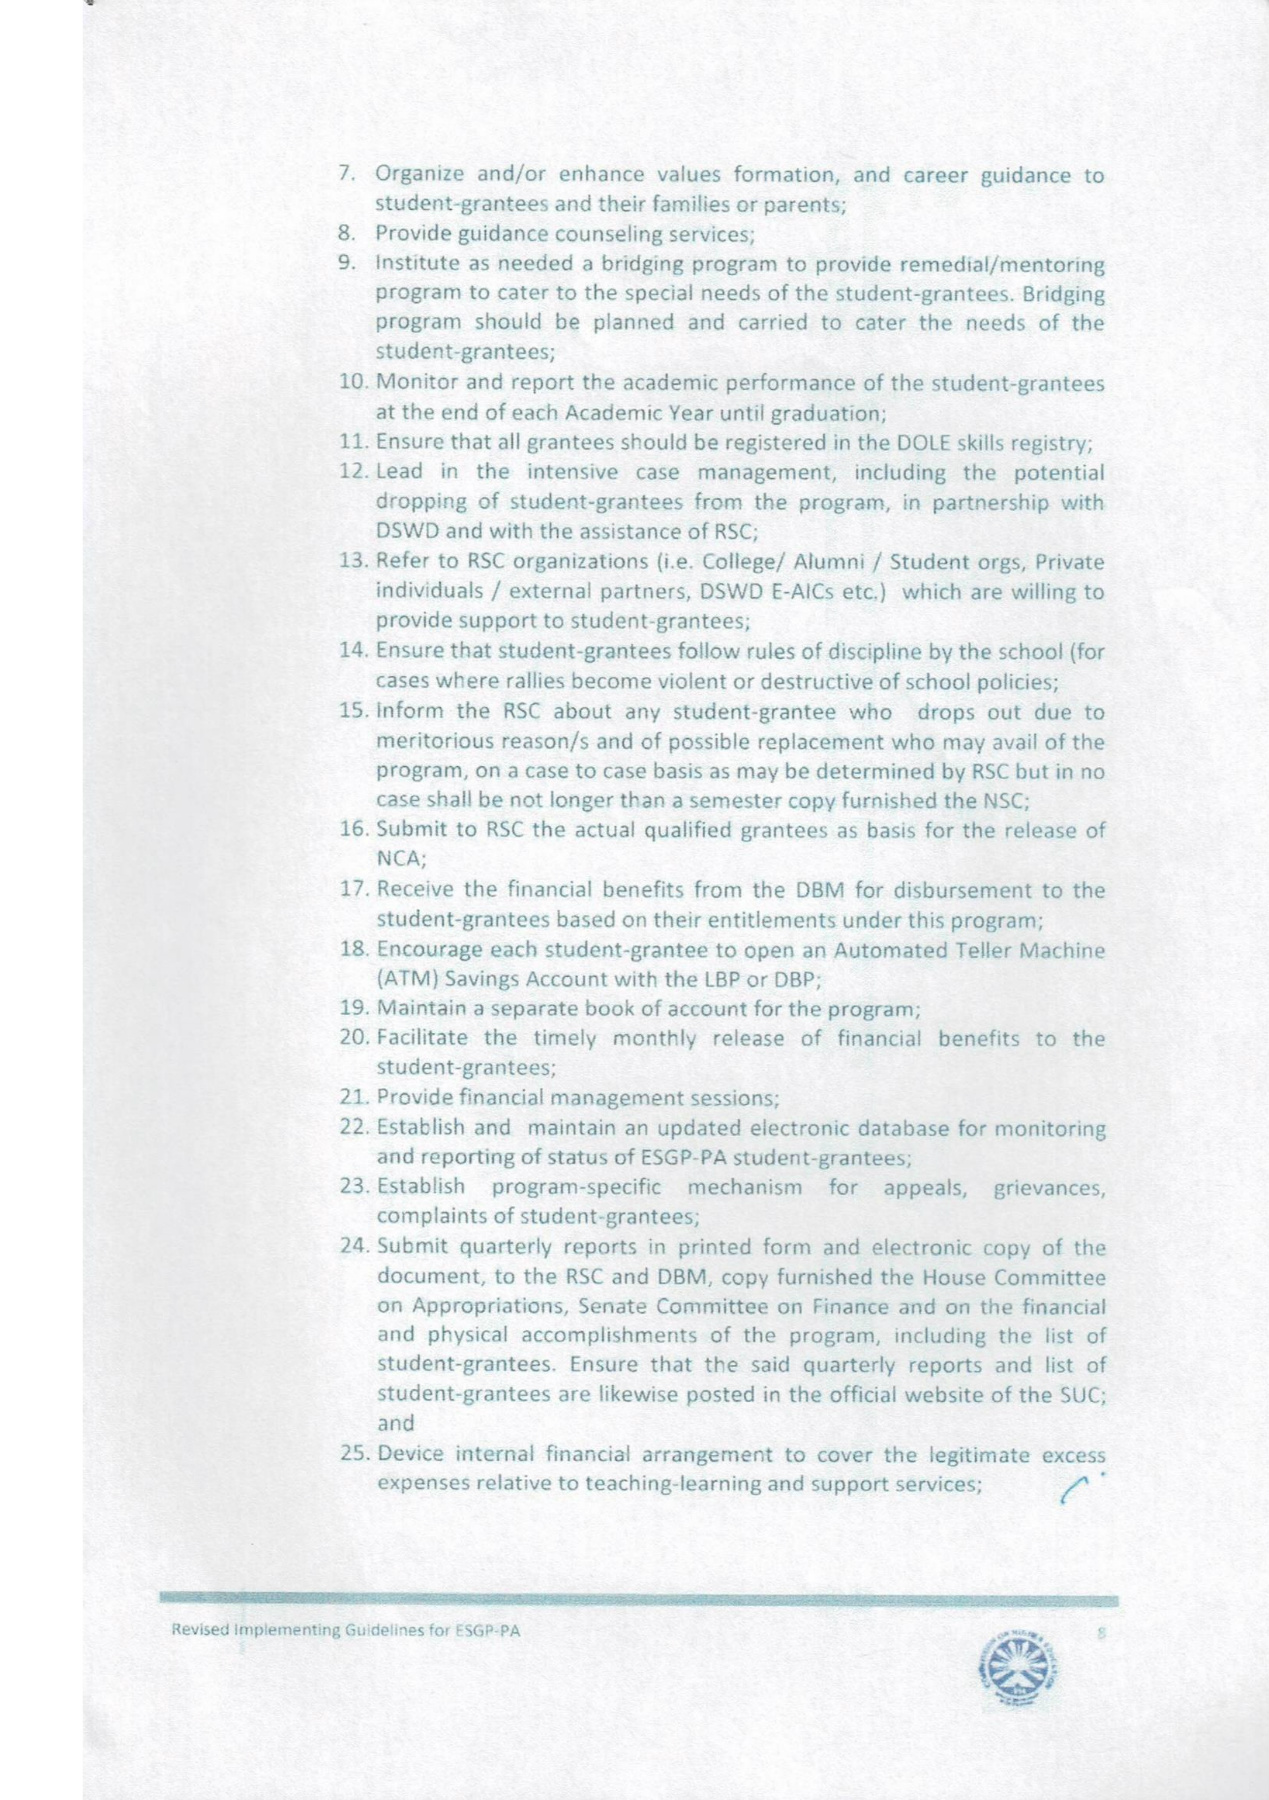 7. Organize and/or enhance values formation, and career guidance to
student-grantees and their families or parents;
8. Provide guidance counseling services;
9. Institute as needed a bridging program to provide remedial/mentoring
program to cater to the special needs of the student-grantees. Bridging
program should be planned and carried to cater the needs of the
student-grantees;
10. Monitor and report the academic performance of the student-grantees
at the end of each Academic Year until graduation;
11. Ensure that all grantees should be registered in the DOLE skills registry;
12. Lead in the intensive case management, including the potential
dropping of student-grantees from the program, in partnership with
DSWD and with the assistance of RSC;
13. Refer to RSC organizations (i.e. College/ Alumni / Student orgs, Private
individuals / external partners, DSWD E-AICs etc.) which are willing to
provide support to student-grantees;
14. Ensure that student-grantees follow rules of discipline by the school (for
cases where rallies become violent or destructive of school policies;
15. Inform the RSC about any student-grantee who drops out due to
meritorious reason/s and of possible replacement who may avail of the
program, on a case to case basis as may be determined by RSC but in no
case shall be not longer than a semester copy furnished the NSC;
16. Submit to RSC the actual qualified grantees as basis for the release of
NCA;
17. Receive the financial benefits from the DBM for disbursement to the
student-grantees based on their entitlements under this program;
18. Encourage each student-grantee to open an Automated Teller Machine
(ATM) Savings Account with the LBP or DBP;
19. Maintain a separate book of account for the program;
20. Facilitate the timely monthly release of financial benefits to the
student-grantees;
21. Provide financial management sessions;
22. Establish and maintain an updated electronic database for monitoring
and reporting of status of ESGP-PA student-grantees;
23. Establish program-specific mechanism for appeals, grievances,
complaints of student-grantees;
24. Submit quarterly reports in printed form and electronic copy of the
document, to the RSC and DBM, copy furnished the House Committee
on Appropriations, Senate Committee on Finance and on the financial
and physical accomplishments of the program, including the list of
student-grantees. Ensure that the said quarterly reports and list of
student-grantees are likewise posted in the official website of the SUC;
and
25. Device internal financial arrangement to cover the legitimate excess
expenses relative to teaching-learning and support services;
Revised Implementing Guidelines for ESGP-PA
8